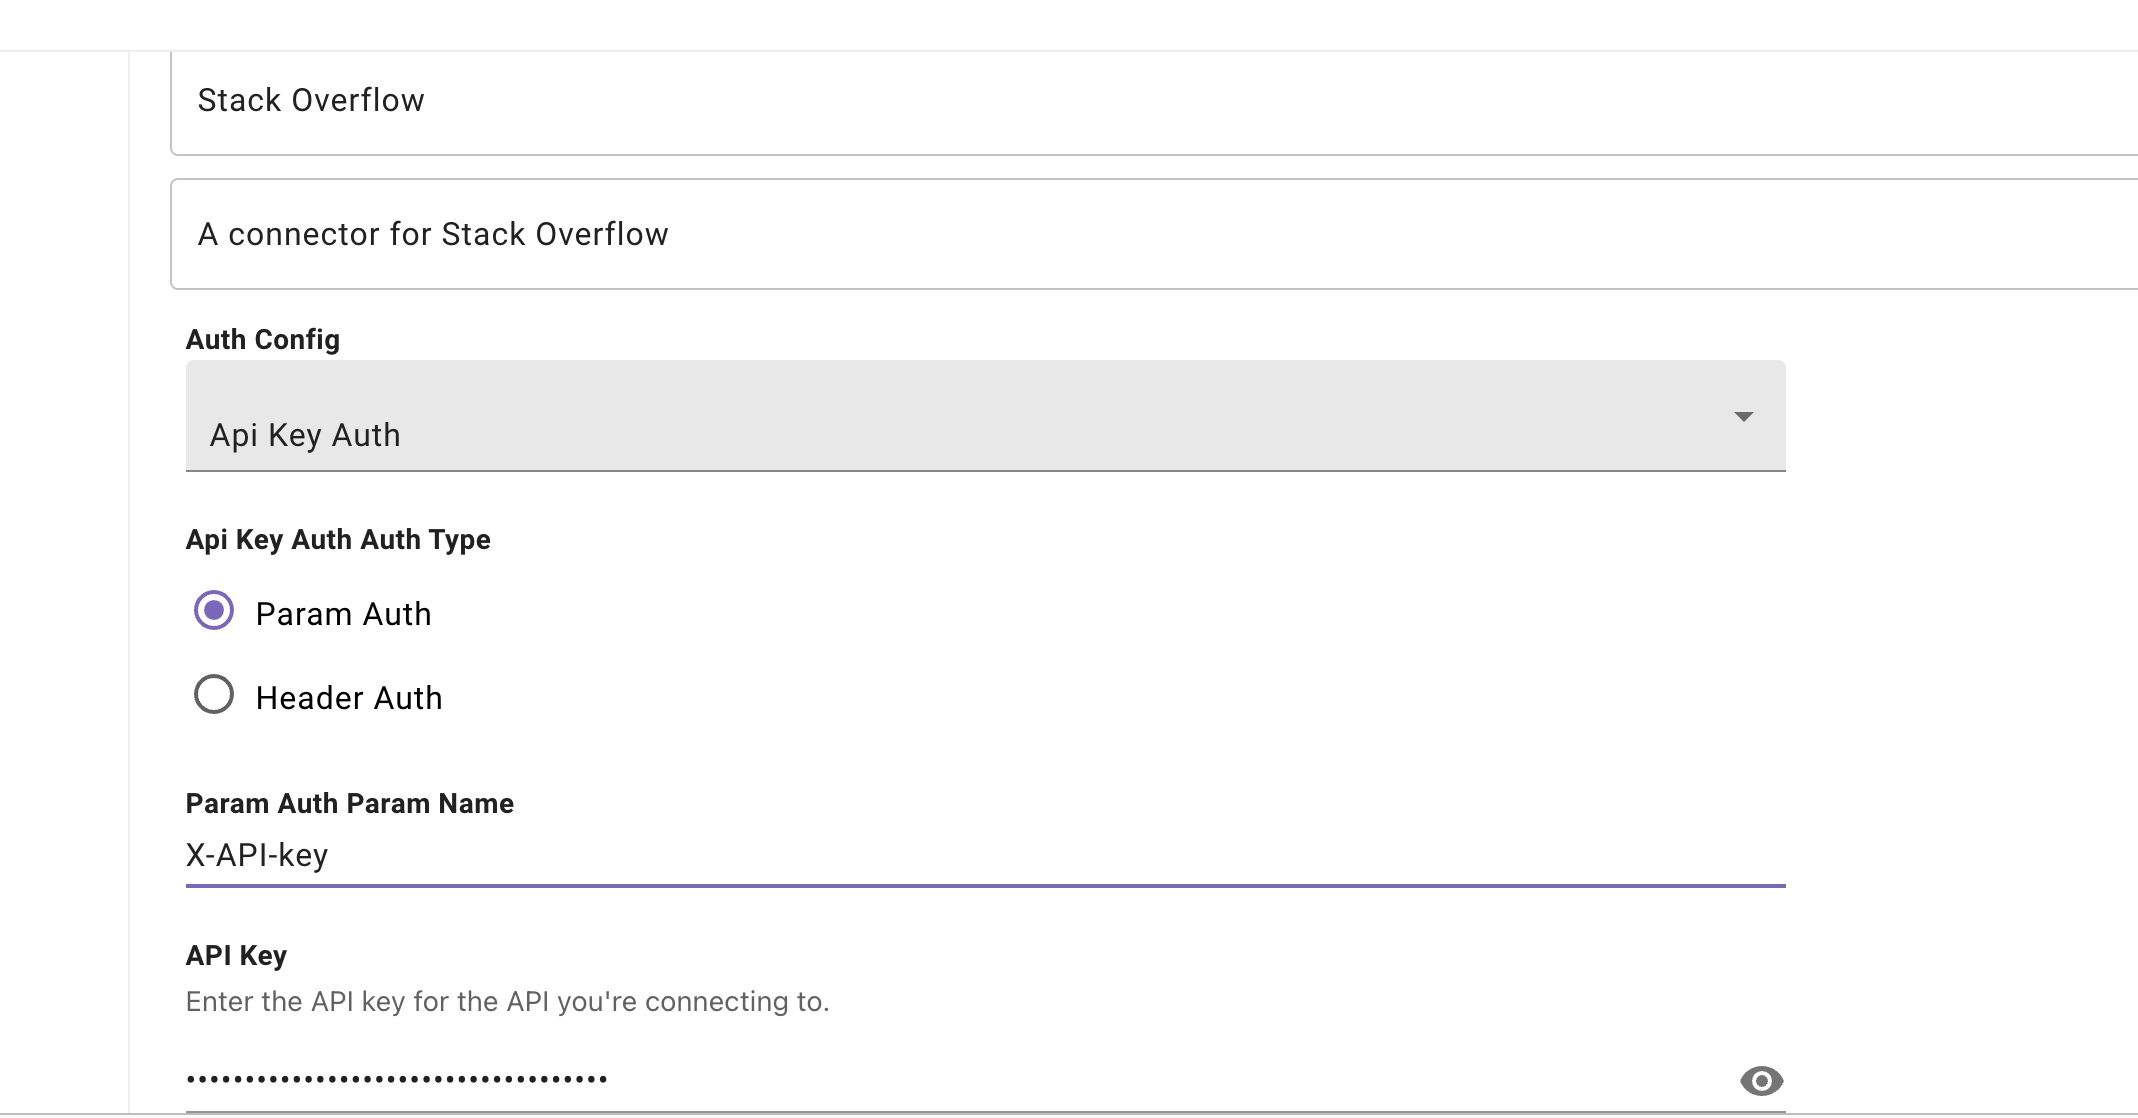 Stack Overflow
A connector for Stack Overflow
Auth Config
Api Key Auth
Api Key Auth Auth Type
Param Auth
Header Auth
Param Auth Param Name
X-API-key
API Key
Enter the API key for the API you're connecting to.
••••••••••••••••••••••••••••••••••••